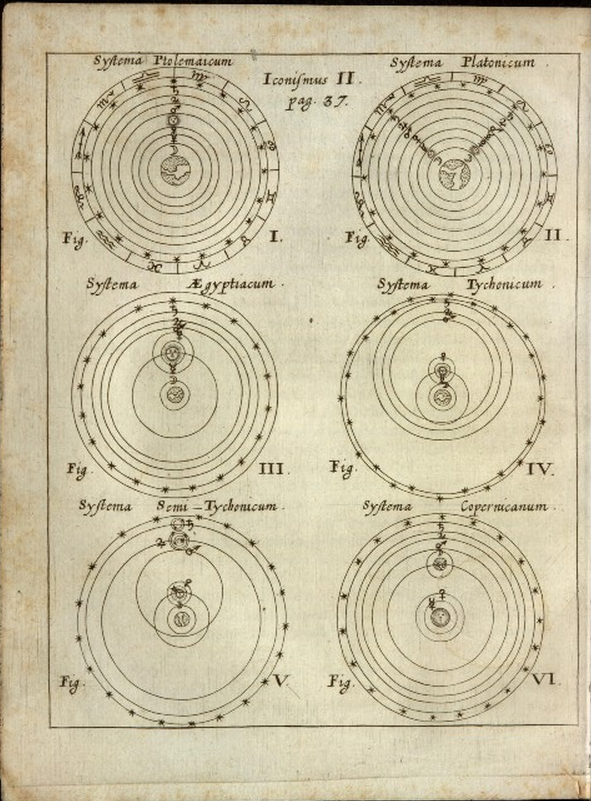 Systema Ptolemaicum
Iconismus II.
pag. 37.
Systema Platonicum.
Fig. I.
Fig. II.
Systema Ægyptiacum.
Systema Tychonicum.
Fig. III.
Fig. IV.
Systema Semi-Tychonicum.
Systema Copernicanum.
Fig. V.
Fig. VI.